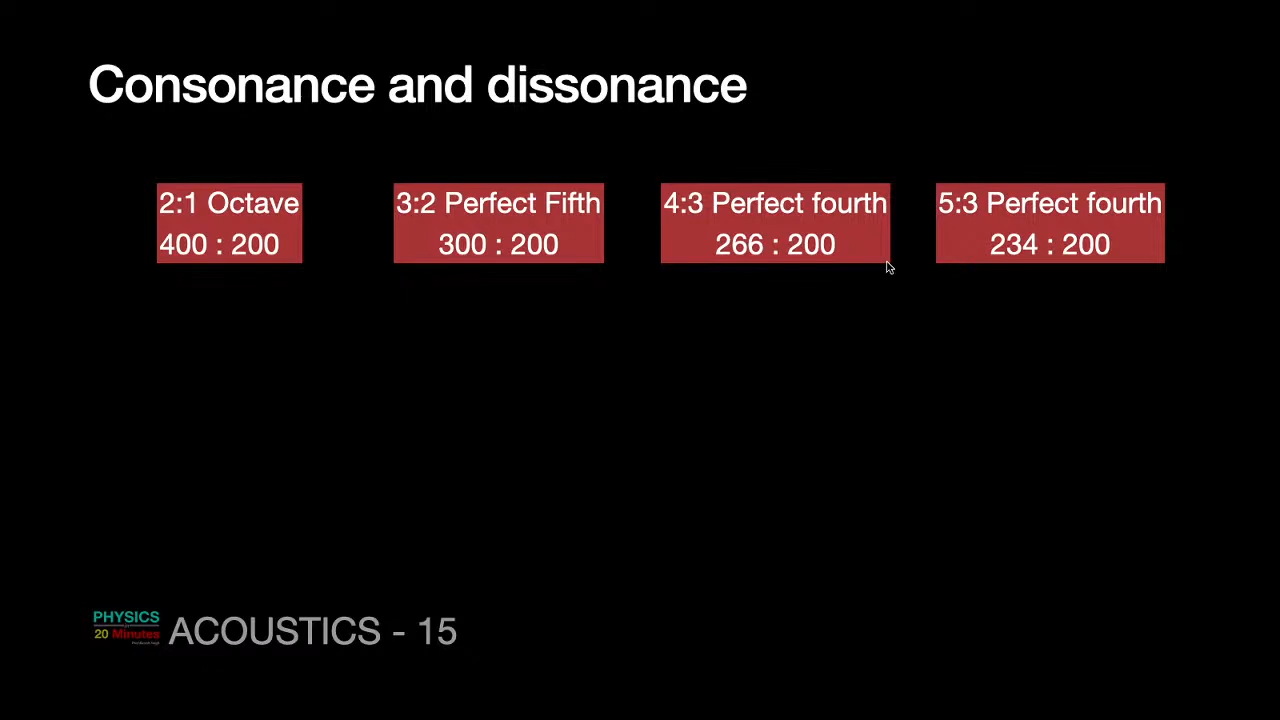 Consonance and dissonance
2:1 Octave
400 : 200
3:2 Perfect Fifth
300 : 200
4:3 Perfect fourth
266 : 200
5:3 Perfect fourth
234 : 200
PHYSICS
20 Minutes
ACOUSTICS - 15